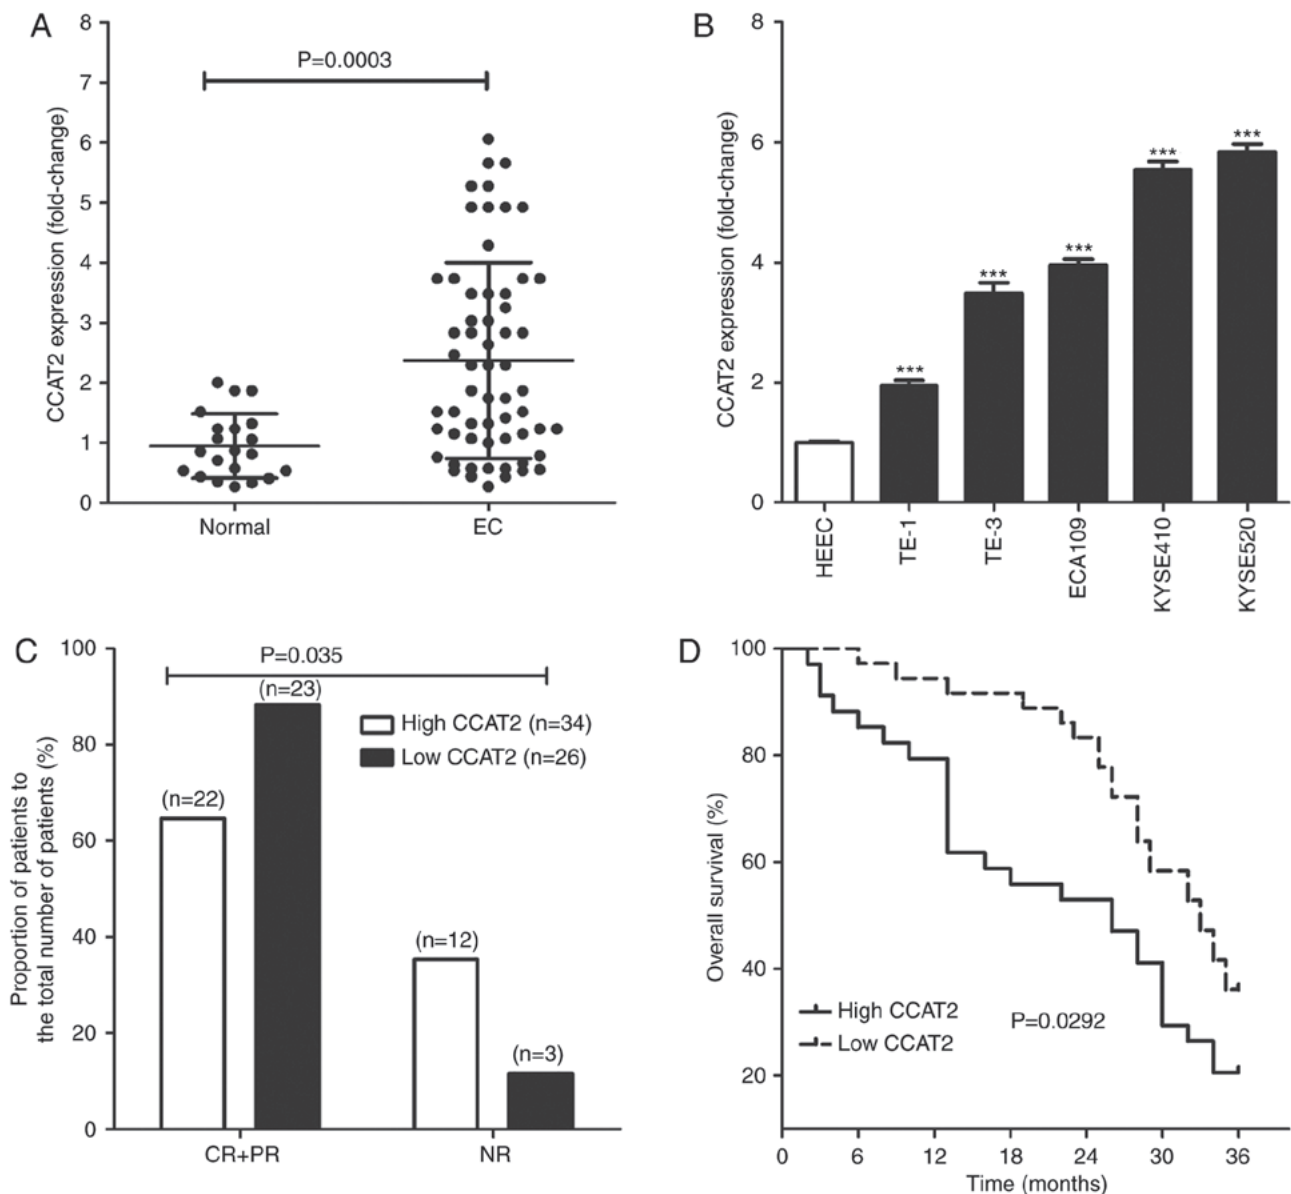 A
CCAT2 expression (fold-change)
8
7
6
5
4
3
2
1
0
P=0.0003
Normal
EC
B
CCAT2 expression (fold-change)
8
6
4
2
0
***
***
***
***
***
HEEC
TE-1
TE-3
ECA109
KYSE410
KYSE520
C
Proportion of patients to
the total number of patients (%)
100
80
60
40
20
0
P=0.035
(n=22)
(n=23)
(n=12)
(n=3)
High CCAT2 (n=34)
Low CCAT2 (n=26)
CR+PR
NR
D
Overall survival (%)
100
80
60
40
20
High CCAT2
Low CCAT2
P=0.0292
0
6
12
18
24
30
36
Time (months)